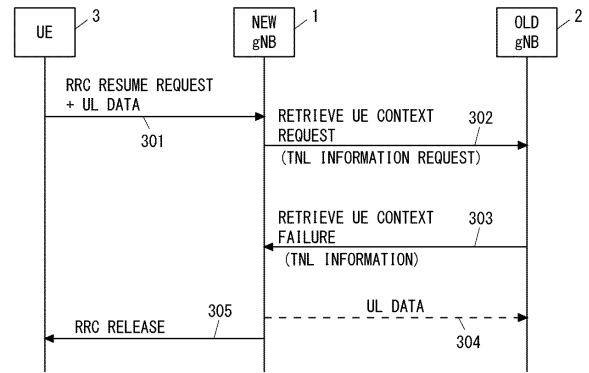 UE
3
NEW
gNB
1
OLD
gNB
2
RRC RESUME REQUEST
+ UL DATA
301
RETRIEVE UE CONTEXT
REQUEST
302
(TNL INFORMATION REQUEST)
RETRIEVE UE CONTEXT
FAILURE
303
(TNL INFORMATION)
UL DATA
304
RRC RELEASE
305